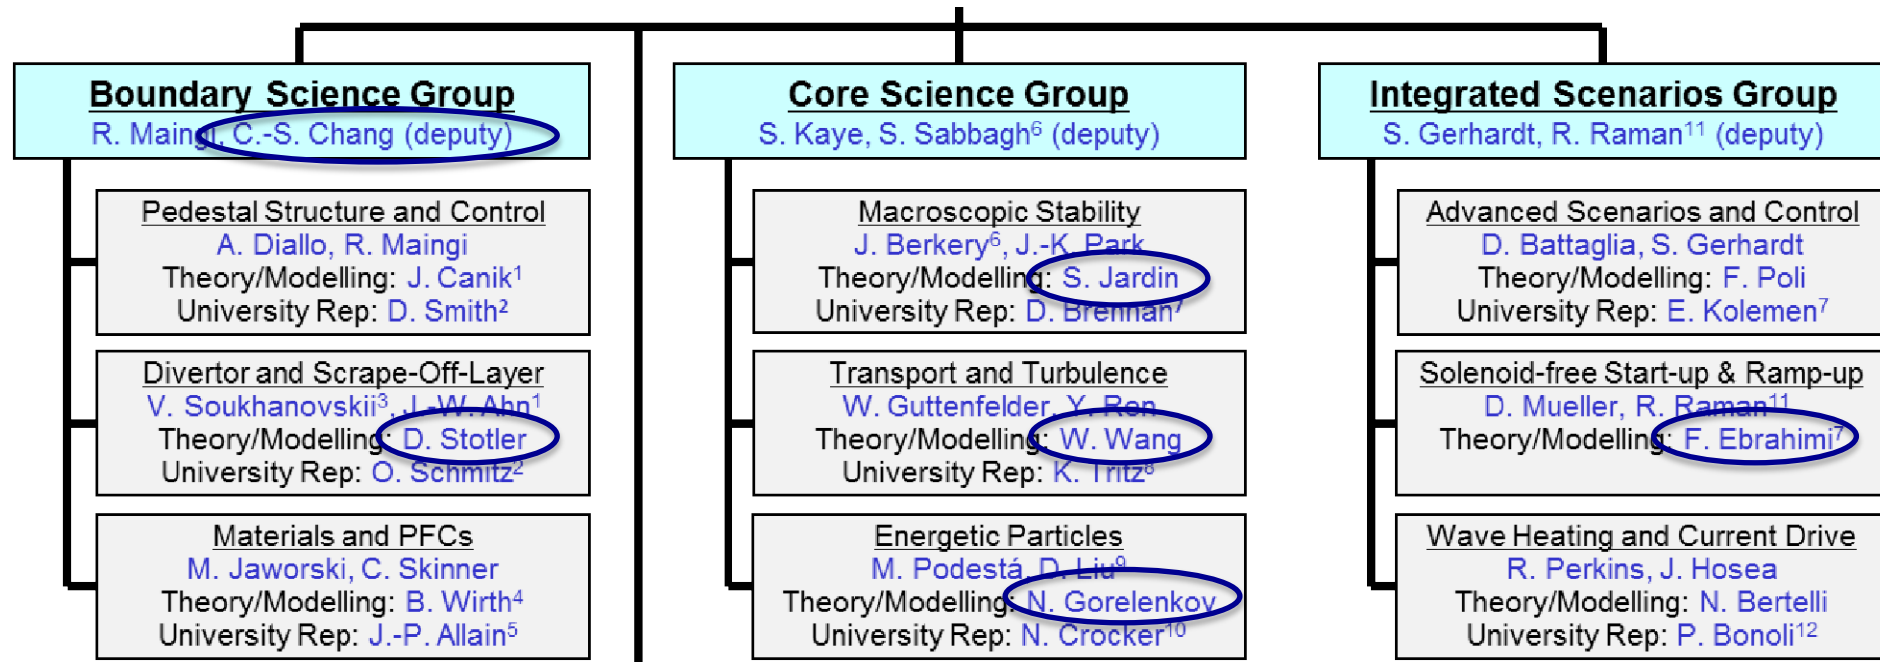 Boundary Science Group
R. Maingi, C.-S. Chang (deputy)
Pedestal Structure and Control
A. Diallo, R. Maingi
Theory/Modelling: J. Canik¹
University Rep: D. Smith²
Divertor and Scrape-Off-Layer
V. Soukhanovskii³, J.-W. Ahn¹
Theory/Modelling: D. Stotler
University Rep: O. Schmitz²
Materials and PFCs
M. Jaworski, C. Skinner
Theory/Modelling: B. Wirth⁴
University Rep: J.-P. Allain⁵
Core Science Group
S. Kaye, S. Sabbagh⁶ (deputy)
Macroscopic Stability
J. Berkery⁶, J.-K. Park
Theory/Modelling: S. Jardin
University Rep: D. Brennan⁷
Transport and Turbulence
W. Guttenfelder, Y. Ren
Theory/Modelling: W. Wang
University Rep: K. Tritz⁸
Energetic Particles
M. Podestá, D. Liu⁹
Theory/Modelling: N. Gorelenkov
University Rep: N. Crocker¹⁰
Integrated Scenarios Group
S. Gerhardt, R. Raman¹¹ (deputy)
Advanced Scenarios and Control
D. Battaglia, S. Gerhardt
Theory/Modelling: F. Poli
University Rep: E. Kolemen⁷
Solenoid-free Start-up & Ramp-up
D. Mueller, R. Raman¹¹
Theory/Modelling: F. Ebrahimi⁷
Wave Heating and Current Drive
R. Perkins, J. Hosea
Theory/Modelling: N. Bertelli
University Rep: P. Bonoli¹²